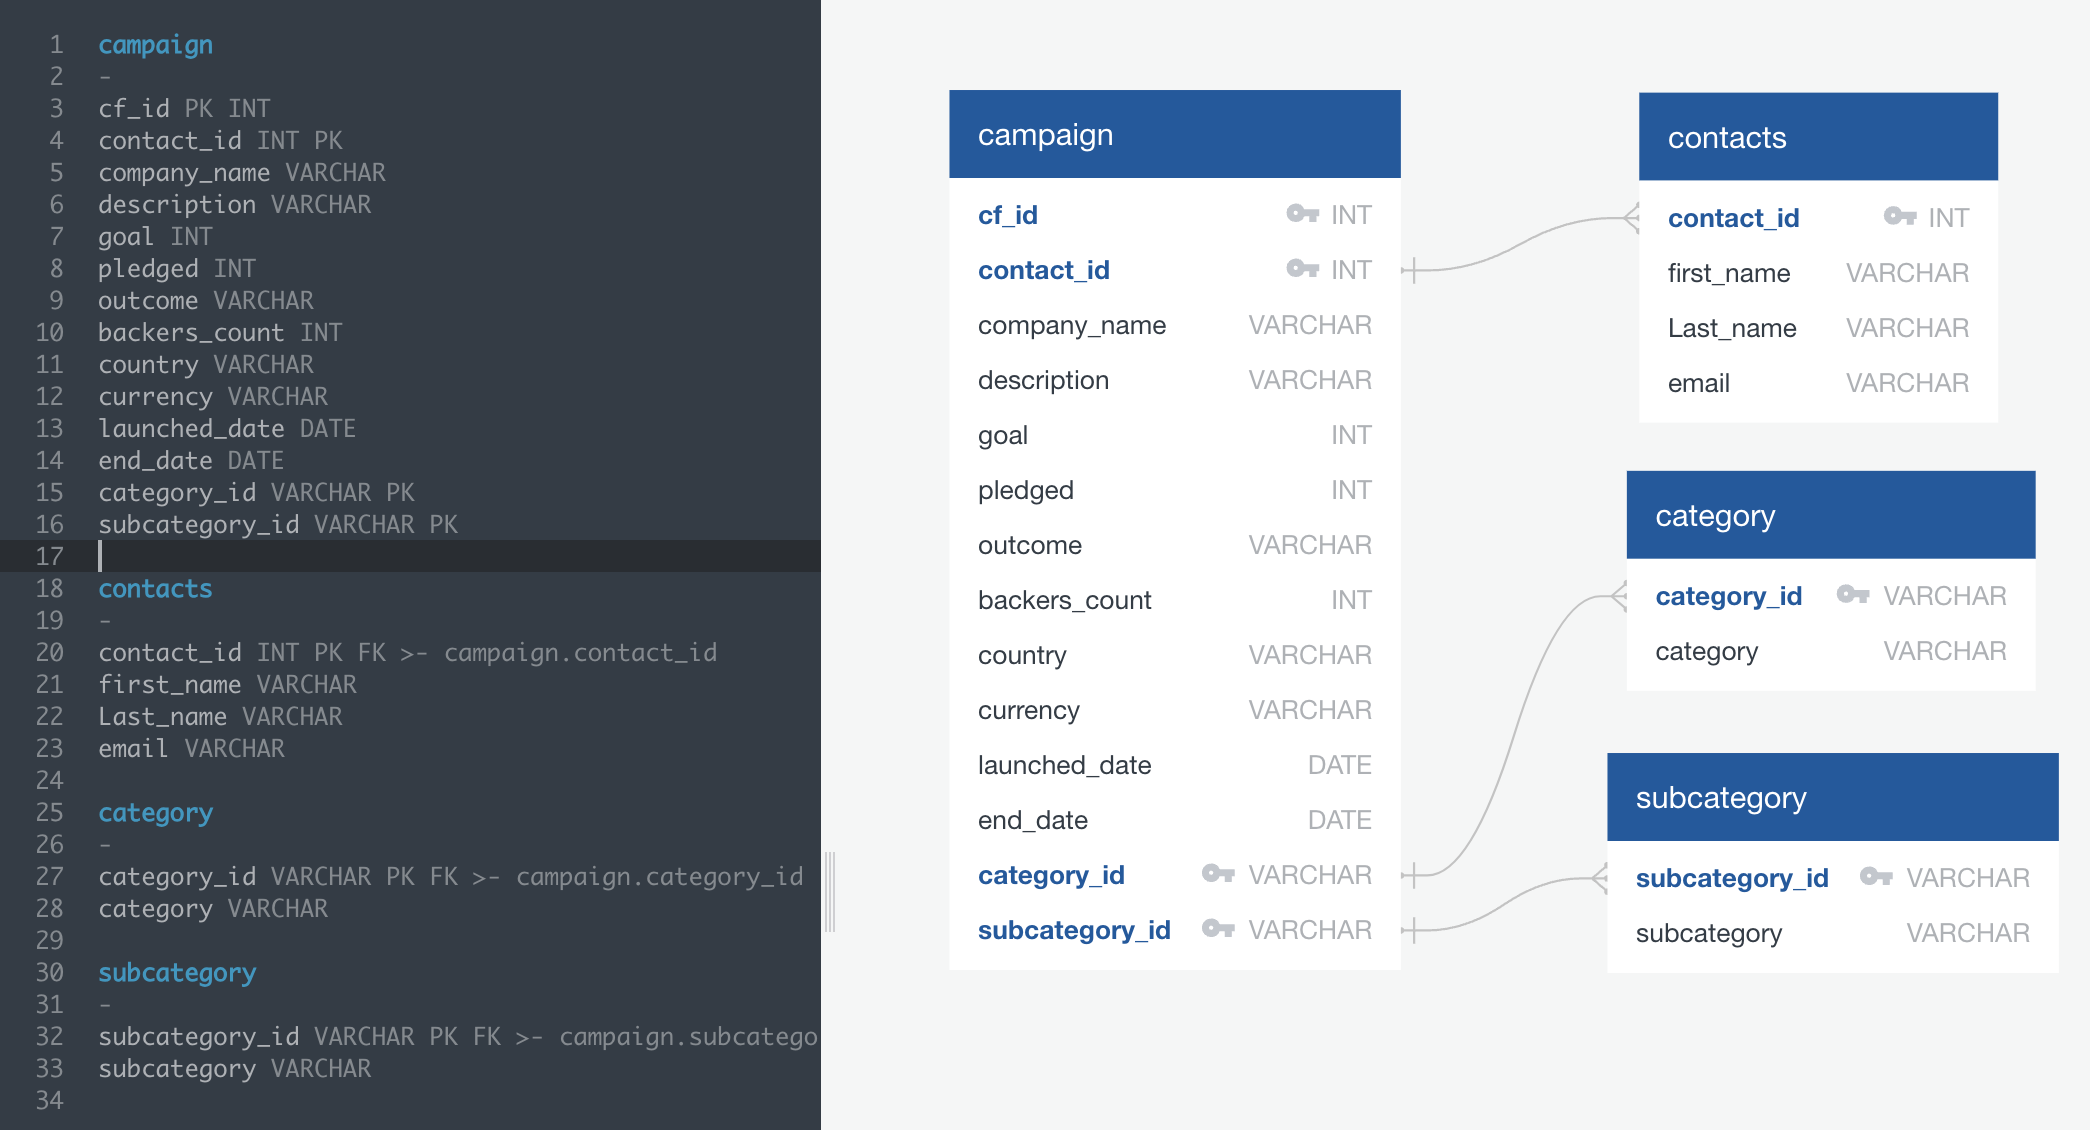 1 campaign
2 -
3 cf_id PK INT
4 contact_id INT PK
5 company_name VARCHAR
6 description VARCHAR
7 goal INT
8 pledged INT
9 outcome VARCHAR
10 backers_count INT
11 country VARCHAR
12 currency VARCHAR
13 launched_date DATE
14 end_date DATE
15 category_id VARCHAR PK
16 subcategory_id VARCHAR PK
17
18 contacts
19 -
20 contact_id INT PK FK >- campaign.contact_id
21 first_name VARCHAR
22 Last_name VARCHAR
23 email VARCHAR
24
25 category
26 -
27 category_id VARCHAR PK FK >- campaign.category_id
28 category VARCHAR
29
30 subcategory
31 -
32 subcategory_id VARCHAR PK FK >- campaign.subcatego
33 subcategory VARCHAR
34
campaign
cf_id INT
contact_id INT
company_name VARCHAR
description VARCHAR
goal INT
pledged INT
outcome VARCHAR
backers_count INT
country VARCHAR
currency VARCHAR
launched_date DATE
end_date DATE
category_id VARCHAR
subcategory_id VARCHAR
contacts
contact_id INT
first_name VARCHAR
Last_name VARCHAR
email VARCHAR
category
category_id VARCHAR
category VARCHAR
subcategory
subcategory_id VARCHAR
subcategory VARCHAR